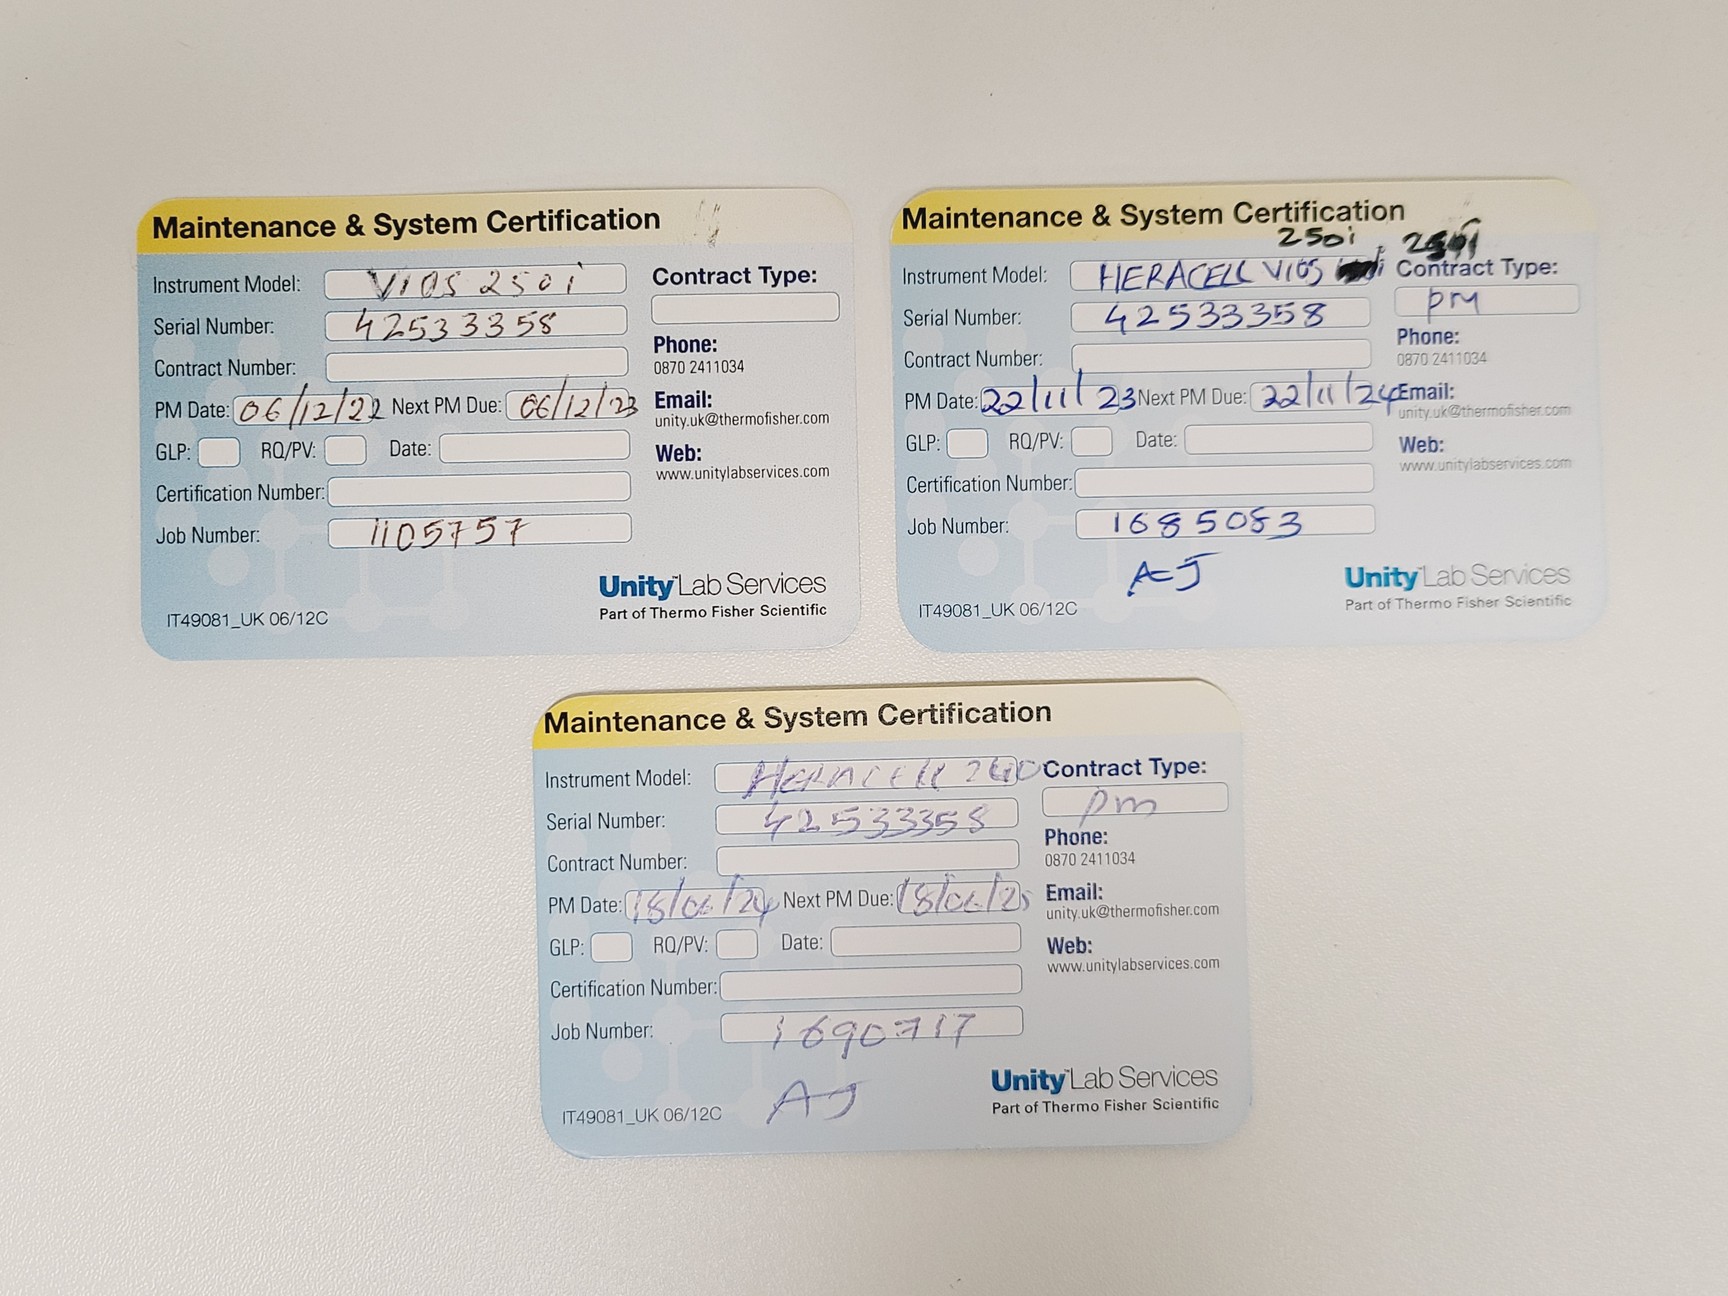 Maintenance & System Certification
Instrument Model: VIOS 250i
Contract Type:
Serial Number: 42533358
Contract Number:
Phone:
0870 2411034
PM Date: 06/12/22 Next PM Due: 06/12/23
Email:
unity.uk@thermofisher.com
GLP: RQ/PV: Date:
Web:
www.unitylabservices.com
Certification Number:
Job Number: 1105757
Unity Lab Services
Part of Thermo Fisher Scientific
IT49081_UK 06/12C
Maintenance & System Certification
250i
Instrument Model: HERACELL VIOS
Contract Type:
pm
Serial Number: 42533358
Phone:
0870 2411034
Contract Number:
PM Date: 22/11/23 Next PM Due: 22/11/24
Email:
unity.uk@thermofisher.com
GLP: RQ/PV: Date:
Web:
www.unitylabservices.com
Certification Number:
Job Number: 1685083
AJ
Unity Lab Services
Part of Thermo Fisher Scientific
IT49081_UK 06/12C
Maintenance & System Certification
Instrument Model: HERACELL 240
Contract Type:
pm
Serial Number: 42533358
Phone:
0870 2411034
Contract Number:
PM Date: 18/06/24 Next PM Due: 18/06/25
Email:
unity.uk@thermofisher.com
GLP: RQ/PV: Date:
Web:
www.unitylabservices.com
Certification Number:
Job Number: 1690717
AJ
Unity Lab Services
Part of Thermo Fisher Scientific
IT49081_UK 06/12C